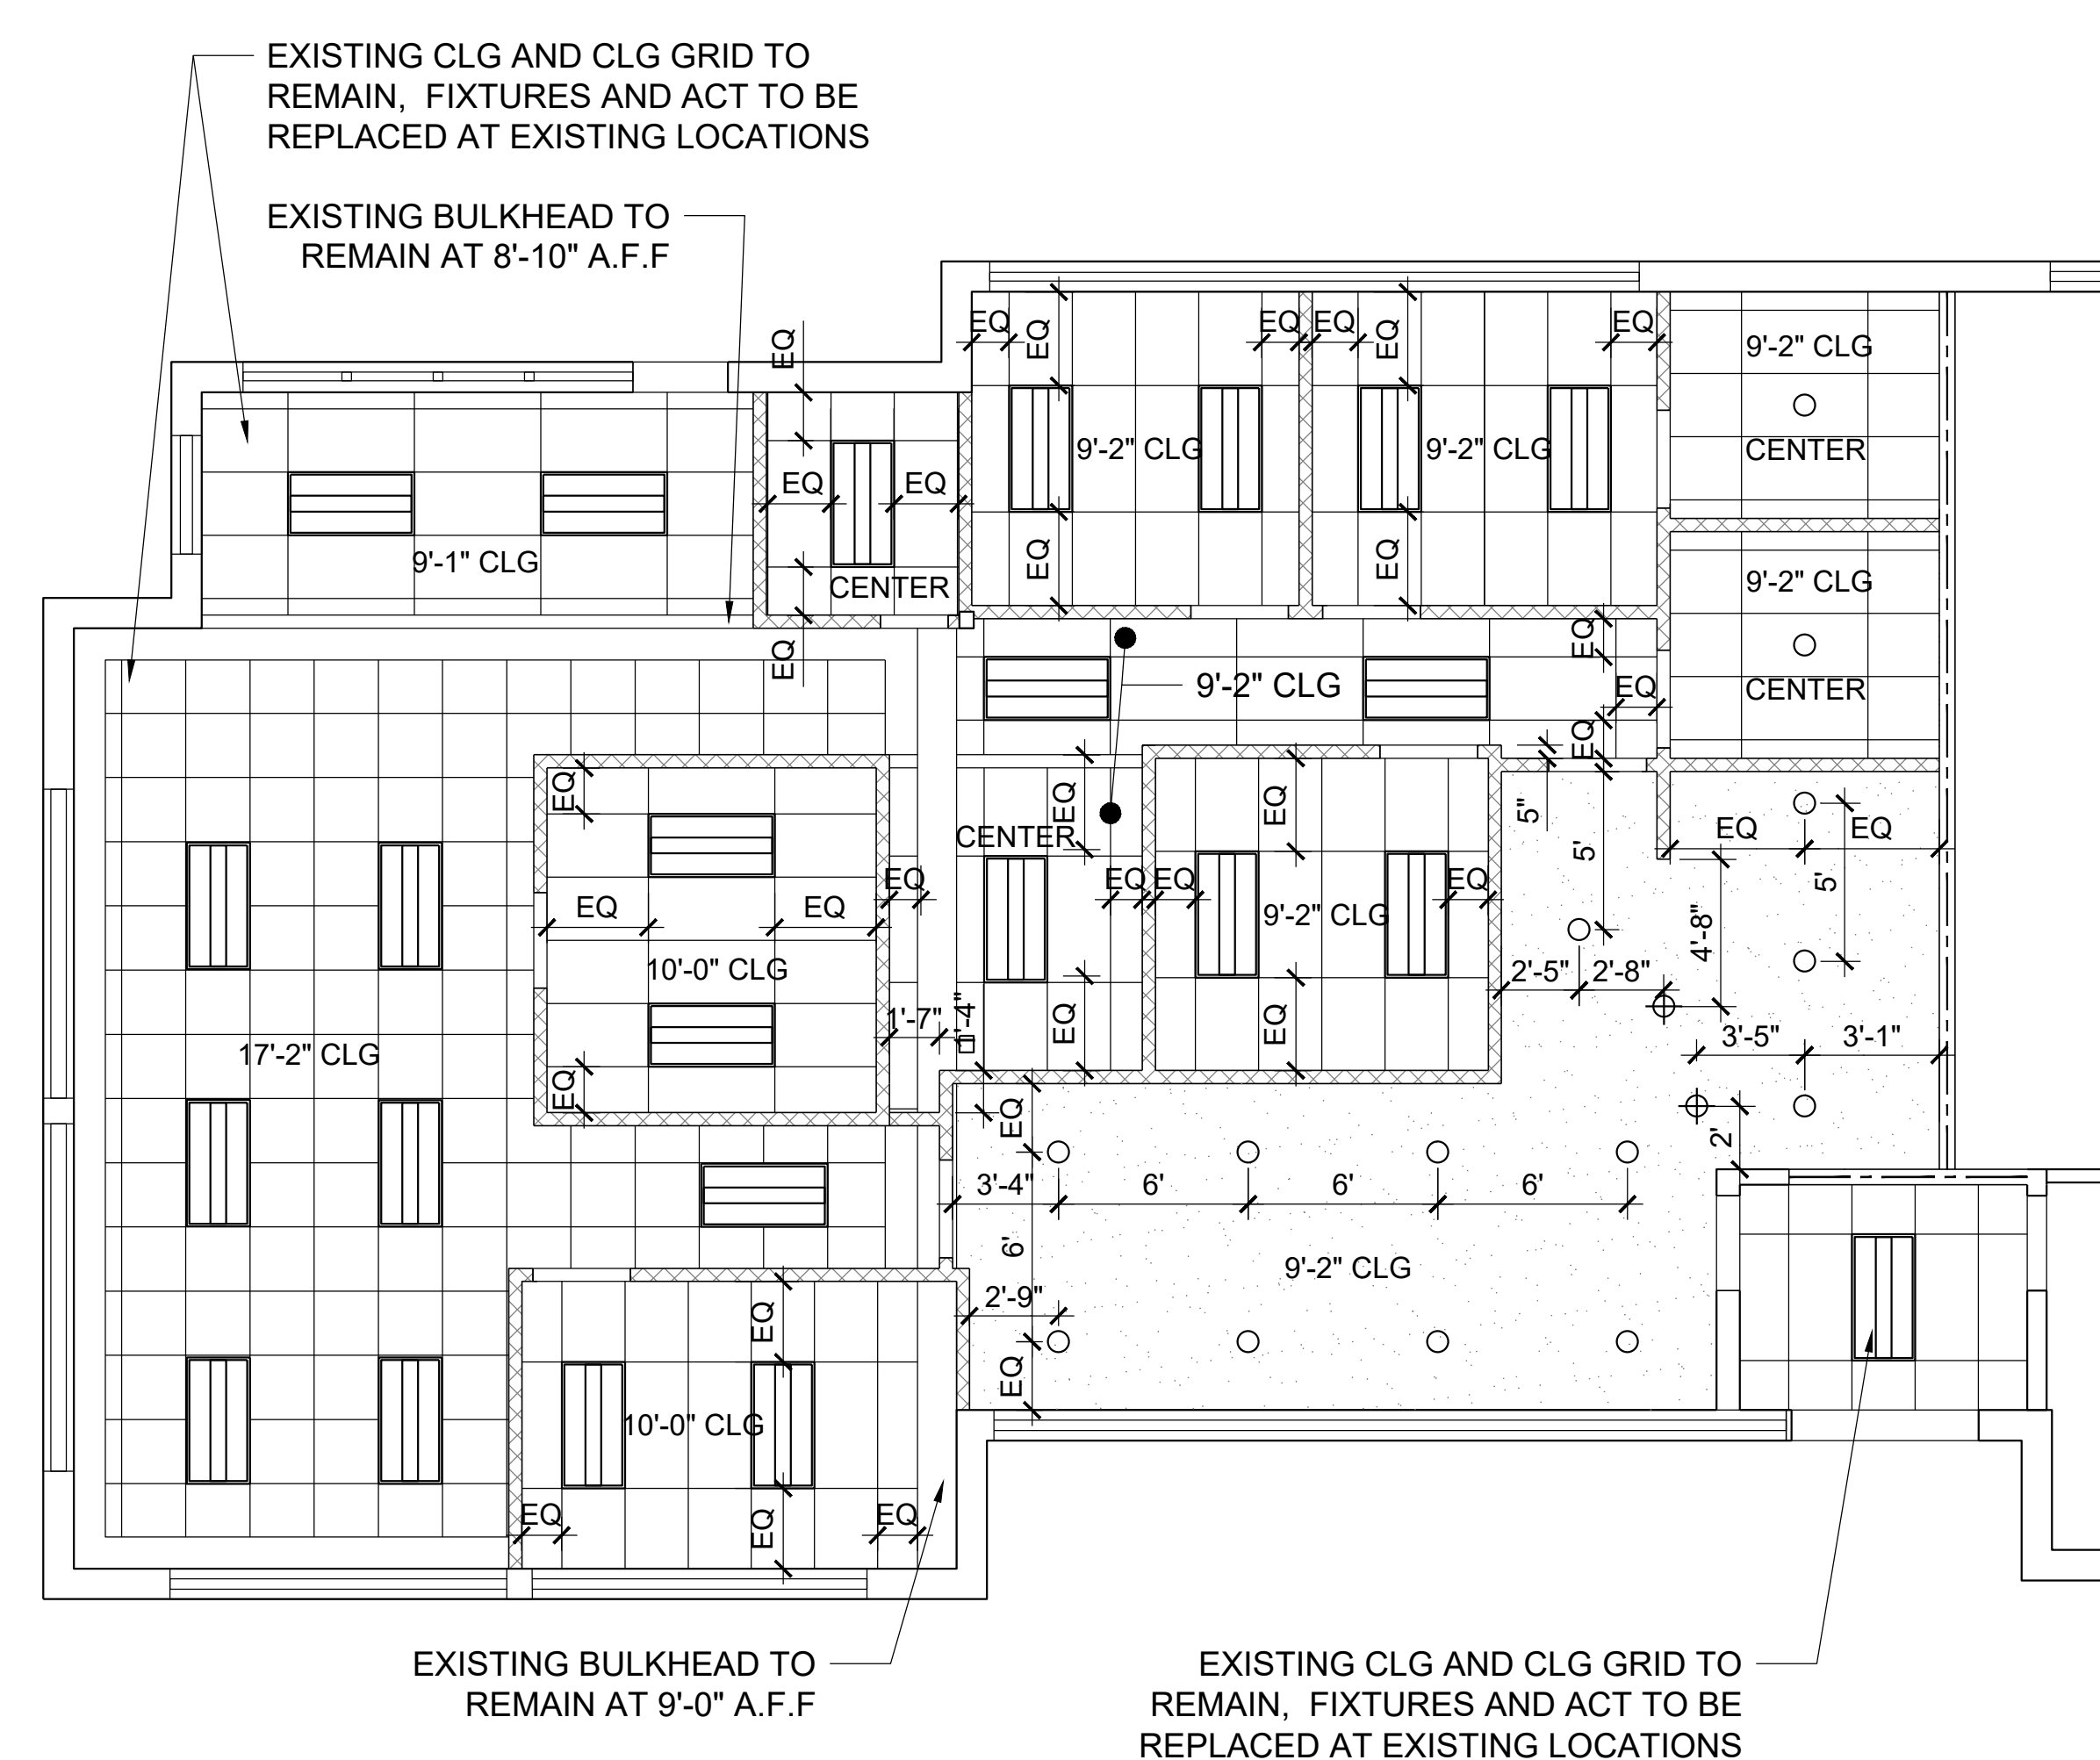 EXISTING CLG AND CLG GRID TO
REMAIN, FIXTURES AND ACT TO BE
REPLACED AT EXISTING LOCATIONS
EXISTING BULKHEAD TO
REMAIN AT 8'-10" A.F.F
EQ
EQ
EQ
EQ
EQ
EQ
EQ
9'-2" CLG
CENTER
9'-2" CLG
9'-2" CLG
EQ
EQ
9'-1" CLG
CENTER
EQ
EQ
EQ
9'-2" CLG
CENTER
EQ
EQ
9'-2" CLG
EQ
EQ
EQ
EQ
EQ
CENTER
EQ
5"
5'
EQ
EQ
5'
EQ
EQ
EQ
EQ
EQ
EQ
9'-2" CLG
4'-8"
10'-0" CLG
2'-5"
2'-8"
1'-7"
1'-4"
EQ
EQ
3'-5"
3'-1"
17'-2" CLG
EQ
EQ
2'
3'-4"
6'
6'
6'
6'
9'-2" CLG
2'-9"
EQ
EQ
10'-0" CLG
EQ
EQ
EQ
EXISTING BULKHEAD TO
REMAIN AT 9'-0" A.F.F
EXISTING CLG AND CLG GRID TO
REMAIN, FIXTURES AND ACT TO BE
REPLACED AT EXISTING LOCATIONS